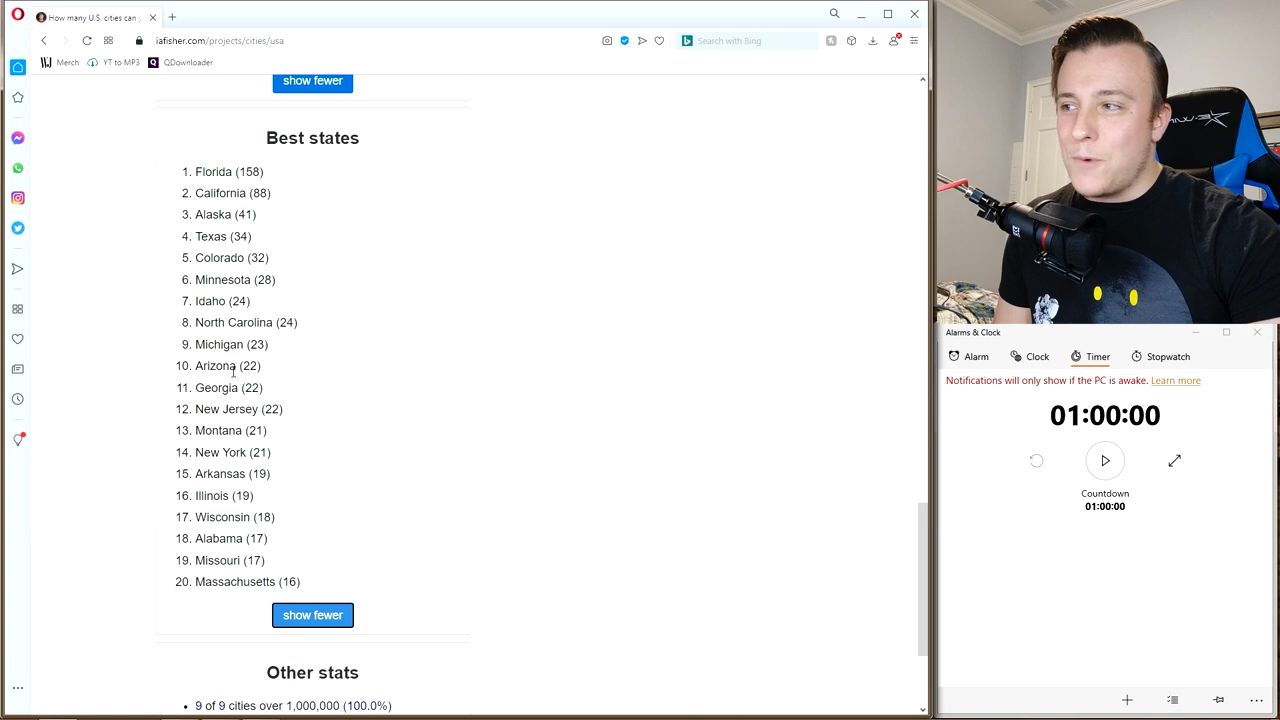 How many U.S. cities can y
iafisher.com/projects/cities/usa
Search with Bing
Merch
YT to MP3
QDownloader
show fewer
Best states
1. Florida (158)
2. California (88)
3. Alaska (41)
4. Texas (34)
5. Colorado (32)
6. Minnesota (28)
7. Idaho (24)
8. North Carolina (24)
9. Michigan (23)
10. Arizona (22)
11. Georgia (22)
12. New Jersey (22)
13. Montana (21)
14. New York (21)
15. Arkansas (19)
16. Illinois (19)
17. Wisconsin (18)
18. Alabama (17)
19. Missouri (17)
20. Massachusetts (16)
show fewer
Other stats
• 9 of 9 cities over 1,000,000 (100.0%)
Alarms & Clock
Alarm
Clock
Timer
Stopwatch
Notifications will only show if the PC is awake. Learn more
01:00:00
Countdown
01:00:00